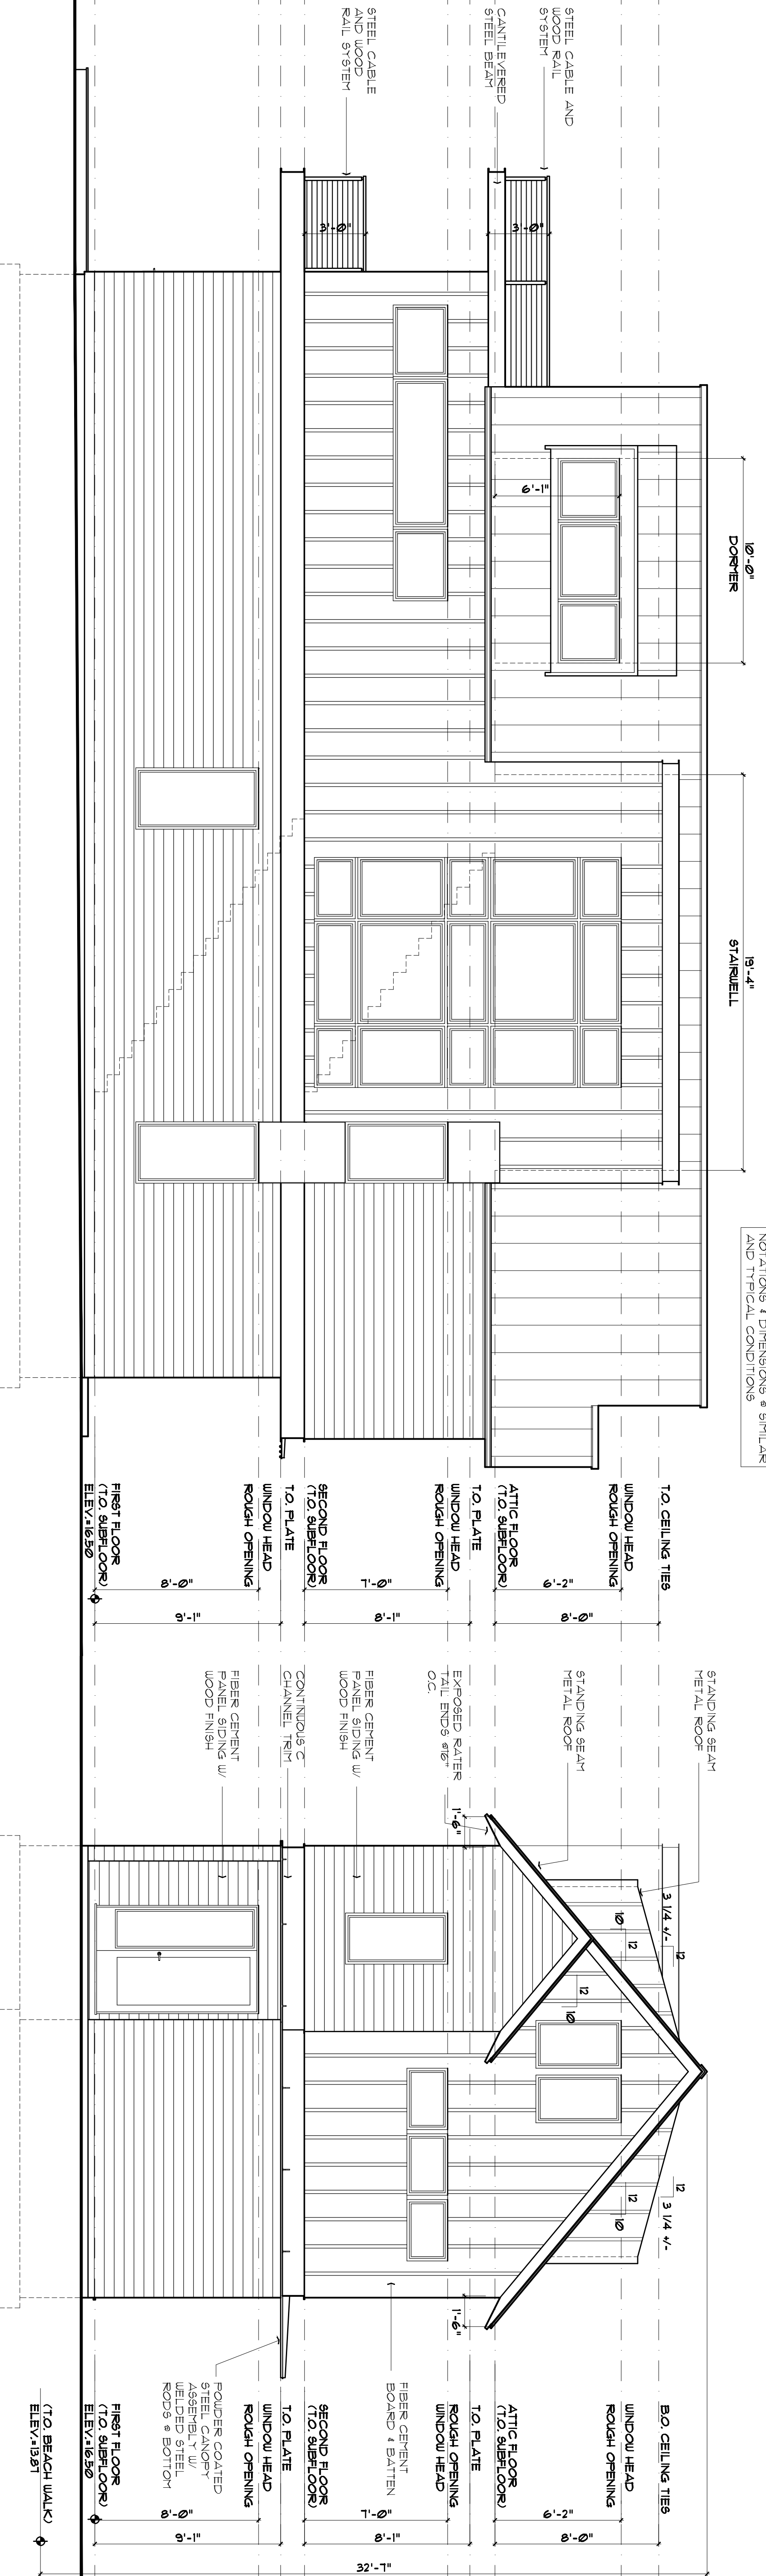 STEEL CABLE AND
WOOD RAIL
SYSTEM
CANTILEVERED
STEEL BEAM
STEEL CABLE
AND WOOD
RAIL SYSTEM
3'-0"
3'-0"
10'-0"
DORMER
6'-1"
19'-4"
STAIRWELL
NOTATIONS & DIMENSIONS @ SIMILAR
AND TYPICAL CONDITIONS
T.O. CEILING TIES
WINDOW HEAD
ROUGH OPENING
ATTIC FLOOR
(T.O. SUBFLOOR)
T.O. PLATE
WINDOW HEAD
ROUGH OPENING
SECOND FLOOR
(T.O. SUBFLOOR)
T.O. PLATE
WINDOW HEAD
ROUGH OPENING
FIRST FLOOR
(T.O. SUBFLOOR)
ELEV.=16.50
6'-2"
8'-0"
7'-0"
8'-1"
8'-0"
9'-1"
STANDING SEAM
METAL ROOF
STANDING SEAM
METAL ROOF
EXPOSED RATER
TAIL ENDS @16"
O.C.
FIBER CEMENT
PANEL SIDING W/
WOOD FINISH
CONTINUOUS C
CHANNEL TRIM
FIBER CEMENT
PANEL SIDING W/
WOOD FINISH
1'-6"
3 1/4 +/-
12
10
12
12
10
12
3 1/4 +/-
12
10
1'-6"
FIBER CEMENT
BOARD & BATTEN
POWDER COATED
STEEL CANOPY
ASSEMBLY W/
WELDED STEEL
RODS @ BOTTOM
B.O. CEILING TIES
WINDOW HEAD
ROUGH OPENING
ATTIC FLOOR
(T.O. SUBFLOOR)
T.O. PLATE
ROUGH OPENING
WINDOW HEAD
SECOND FLOOR
(T.O. SUBFLOOR)
T.O. PLATE
WINDOW HEAD
ROUGH OPENING
FIRST FLOOR
(T.O. SUBFLOOR)
ELEV.=16.50
(T.O. BEACH WALK)
ELEV.=13.87
6'-2"
8'-0"
7'-0"
8'-1"
8'-0"
9'-1"
32'-7"